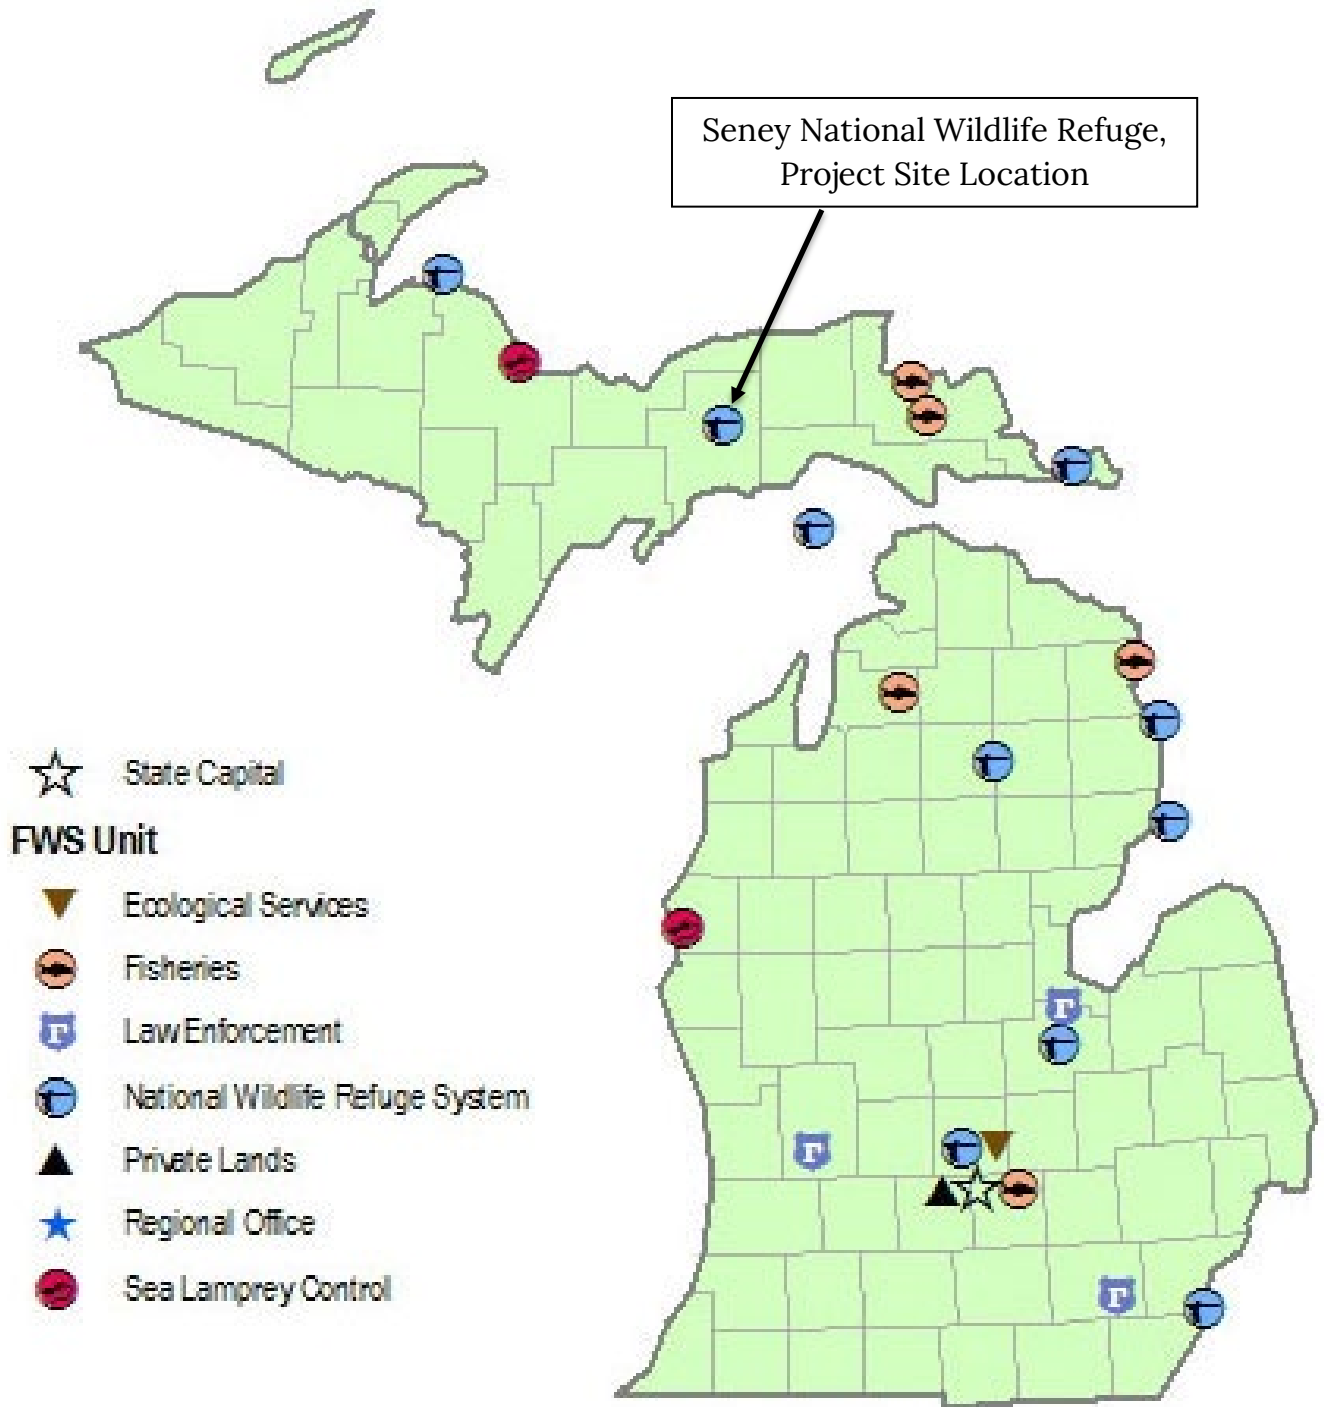 Seney National Wildlife Refuge,
Project Site Location
State Capital
FWS Unit
Ecological Services
Fisheries
Law Enforcement
National Wildlife Refuge System
Private Lands
Regional Office
Sea Lamprey Control